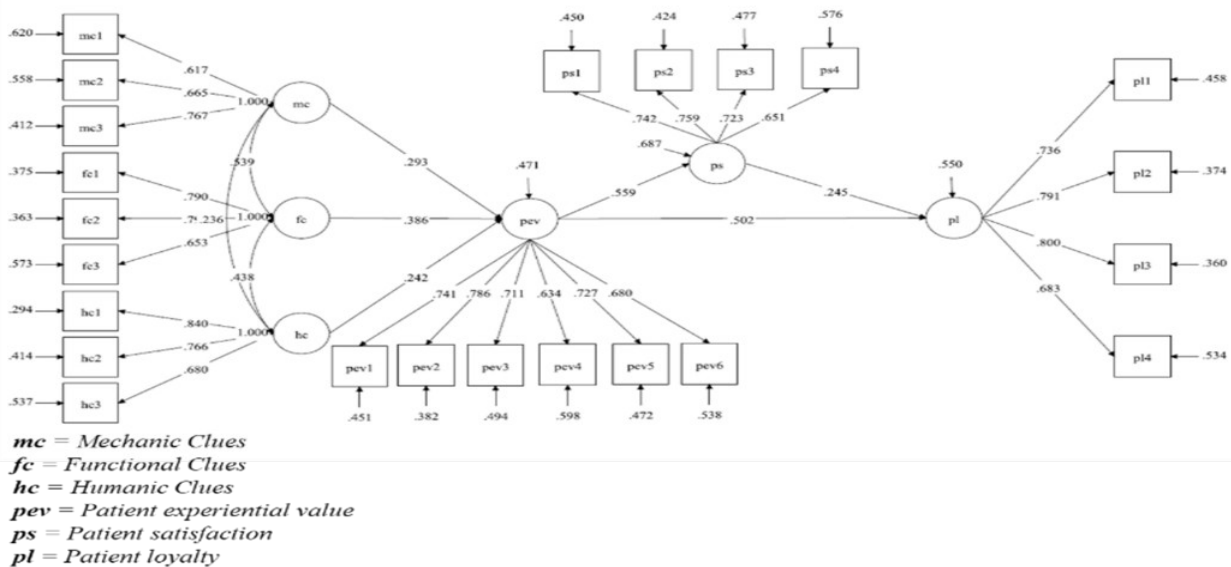 .450 .424 .477 .576
.620 mc1
.617
ps1 ps2 ps3 ps4
.558 mc2
.665 1.000 mc
.767
.412 mc3
.742 .759 .723 .651
pl1 .458
.687 ps
.736
.375 fc1
.539 .293 .471 .559 .245 .550
pl2 .374
.790
.791
.363 fc2
.236 1.000 fc .386 pev .502 pl
.653
.800
.573 fc3
pl3 .360
.438 .242
.683
.294 hc1
.741 .786 .711 .634 .727 .680
.840 1.000 hc
.766
.414 hc2
.680
pl4 .534
pev1 pev2 pev3 pev4 pev5 pev6
.537 hc3
.451 .382 .494 .598 .472 .538
mc = Mechanic Clues
fc = Functional Clues
hc = Humanic Clues
pev = Patient experiential value
ps = Patient satisfaction
pl = Patient loyalty